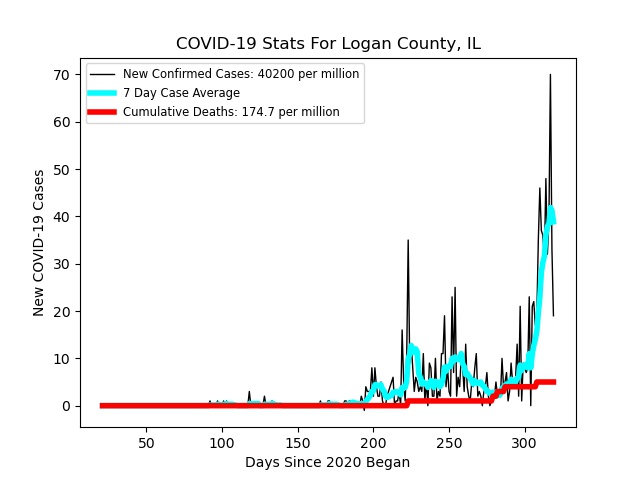 COVID-19 Stats For Logan County, IL
New Confirmed Cases: 40200 per million
7 Day Case Average
Cumulative Deaths: 174.7 per million
New COVID-19 Cases
70
60
50
40
30
20
10
0
50 100 150 200 250 300
Days Since 2020 Began